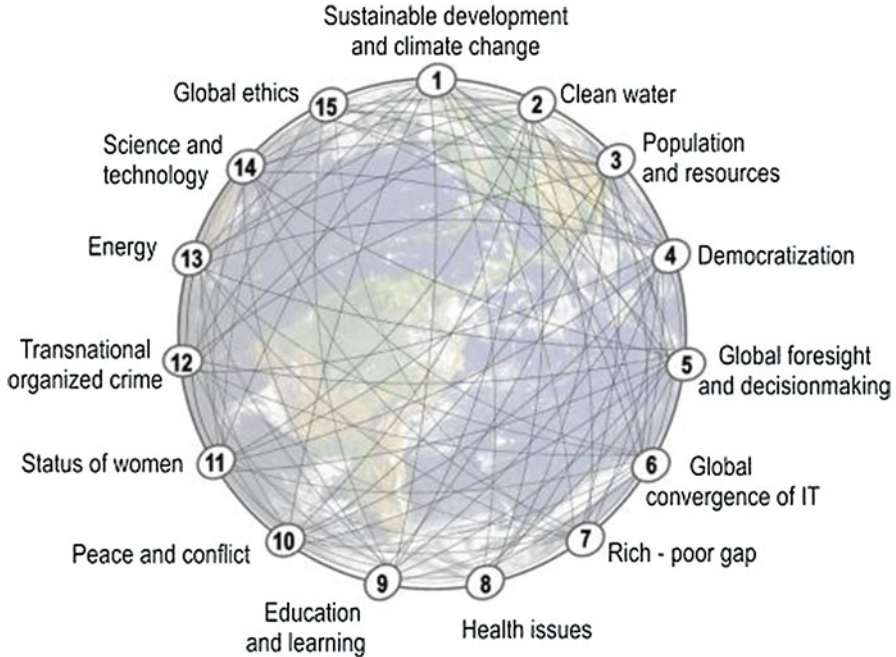 Sustainable development
and climate change
1
2 Clean water
3 Population
and resources
4 Democratization
5 Global foresight
and decisionmaking
6 Global
convergence of IT
7 Rich - poor gap
8
Health issues
9
Education
and learning
10
Peace and conflict
11
Status of women
12
Transnational
organized crime
13
Energy
14
Science and
technology
15
Global ethics